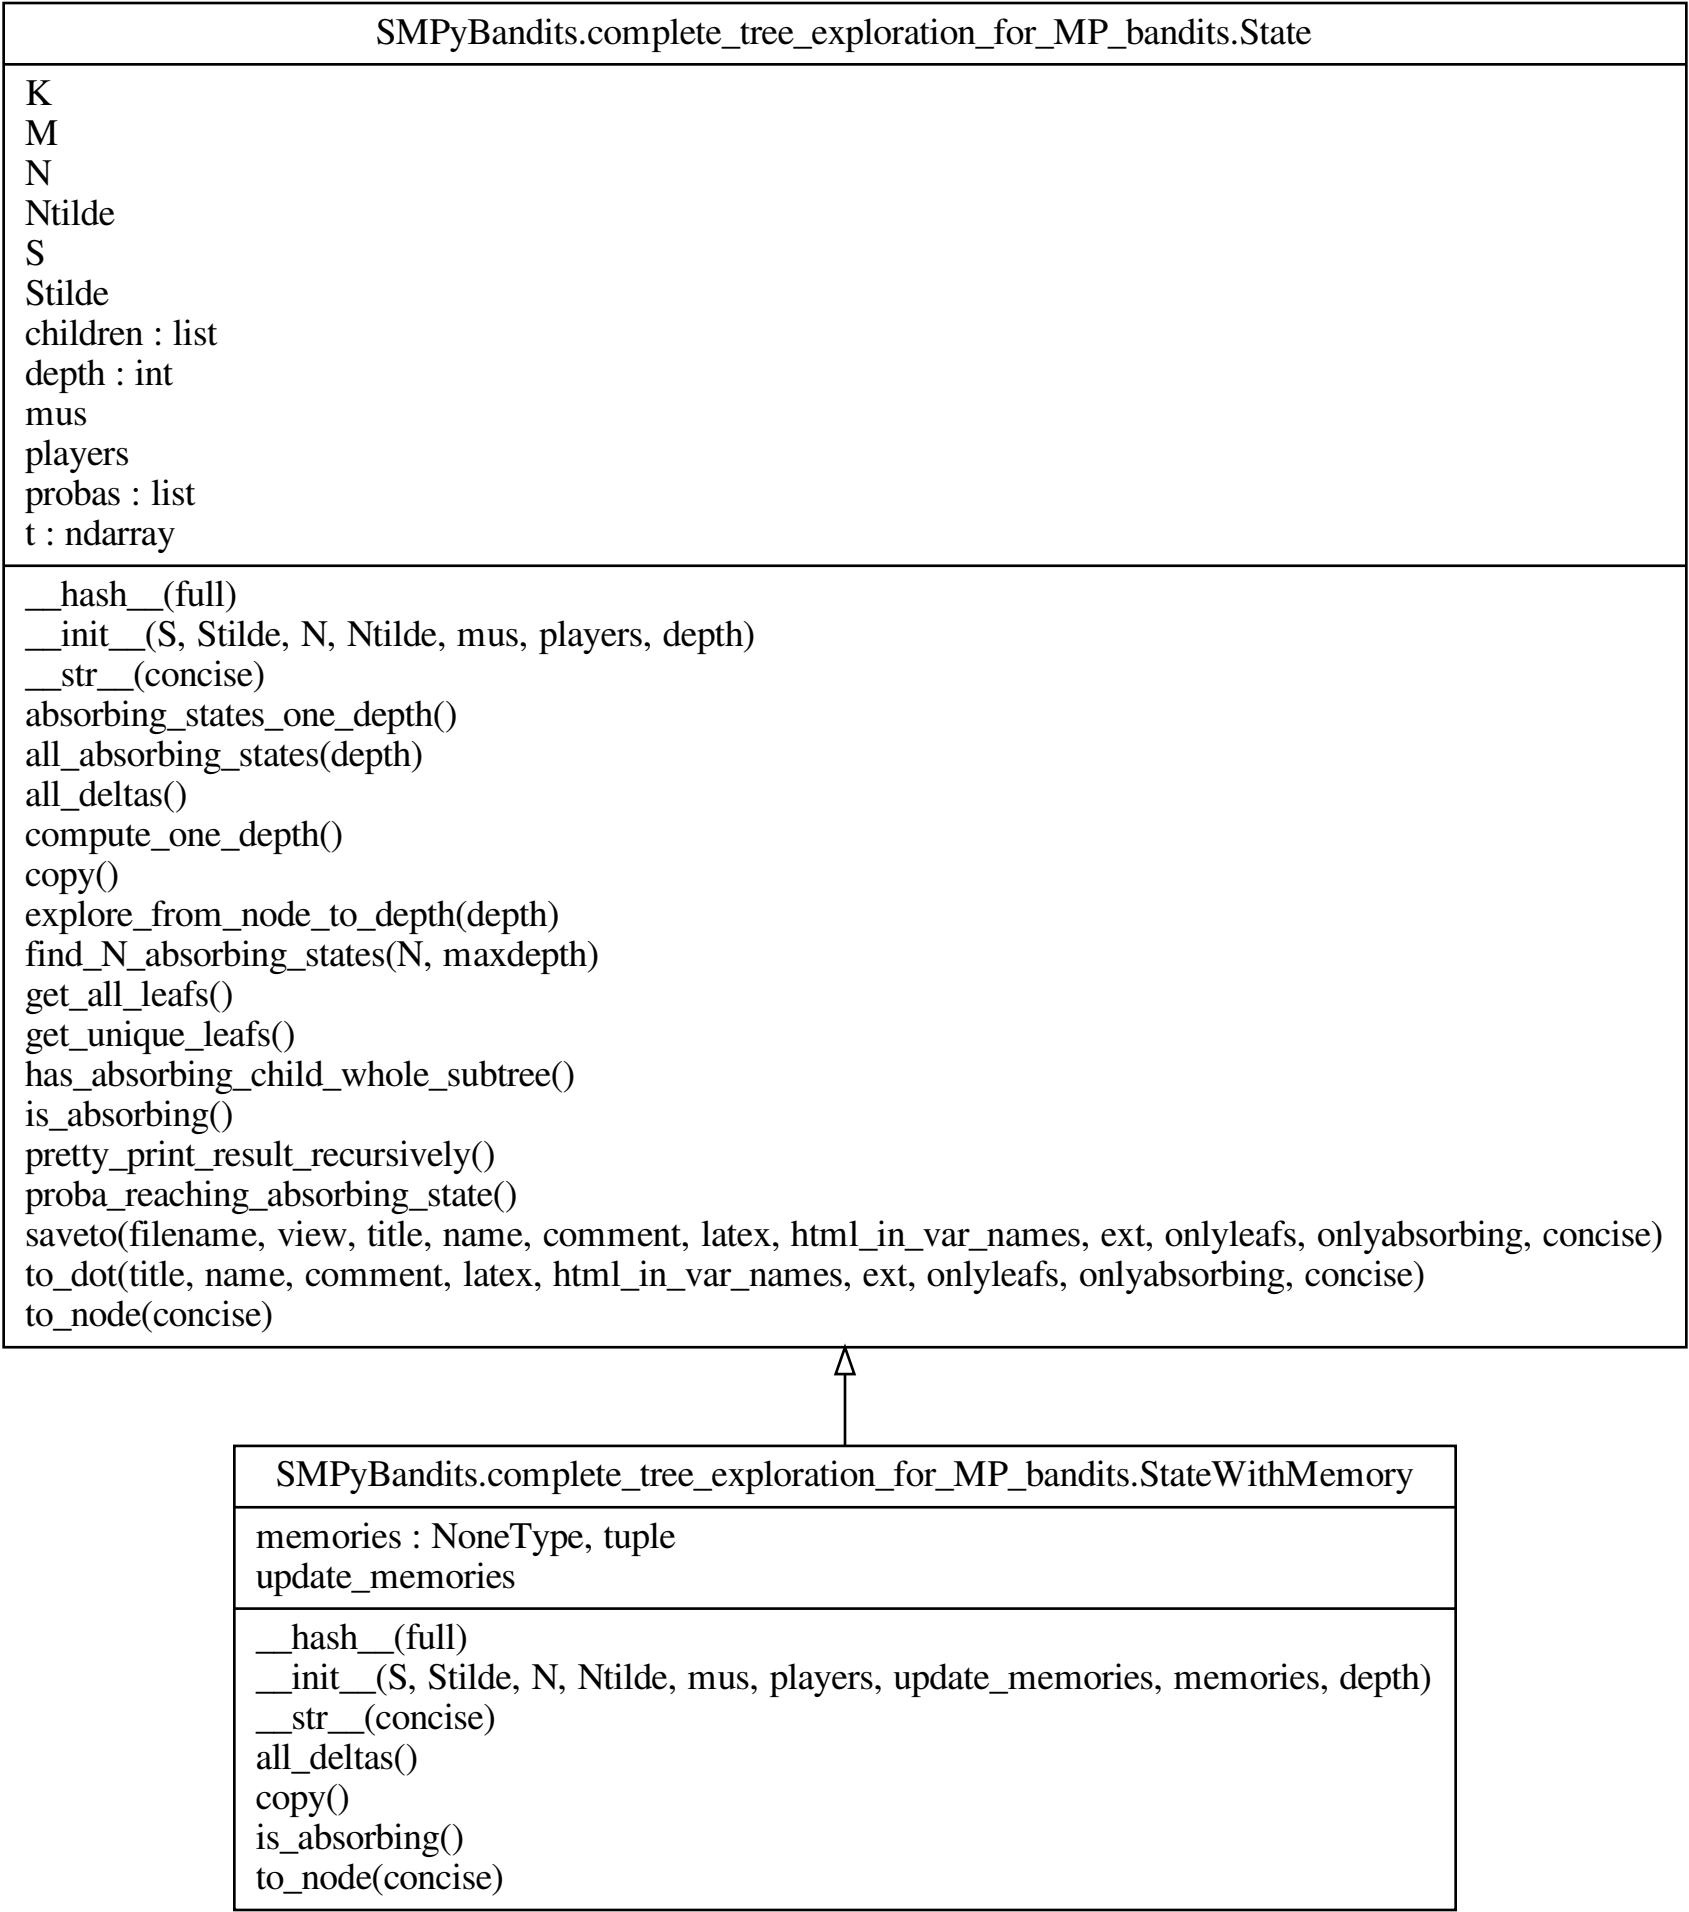 SMPyBandits.complete_tree_exploration_for_MP_bandits.State
K
M
N
Ntilde
S
Stilde
children : list
depth : int
mus
players
probas : list
t : ndarray
__hash__(full)
__init__(S, Stilde, N, Ntilde, mus, players, depth)
__str__(concise)
absorbing_states_one_depth()
all_absorbing_states(depth)
all_deltas()
compute_one_depth()
copy()
explore_from_node_to_depth(depth)
find_N_absorbing_states(N, maxdepth)
get_all_leafs()
get_unique_leafs()
has_absorbing_child_whole_subtree()
is_absorbing()
pretty_print_result_recursively()
proba_reaching_absorbing_state()
saveto(filename, view, title, name, comment, latex, html_in_var_names, ext, onlyleafs, onlyabsorbing, concise)
to_dot(title, name, comment, latex, html_in_var_names, ext, onlyleafs, onlyabsorbing, concise)
to_node(concise)
SMPyBandits.complete_tree_exploration_for_MP_bandits.StateWithMemory
memories : NoneType, tuple
update_memories
__hash__(full)
__init__(S, Stilde, N, Ntilde, mus, players, update_memories, memories, depth)
__str__(concise)
all_deltas()
copy()
is_absorbing()
to_node(concise)